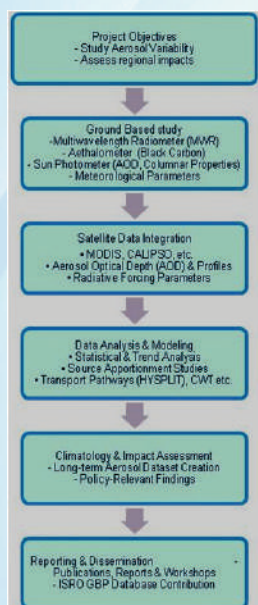 Project Objectives
- Study Aerosol Variability
- Assess regional impacts
Ground Based study
-Multiwavelength Radiometer (MWR)
- Aethalometer (Black Carbon)
- Sun Photometer (AOD, Columnar Properties)
- Meteorological Parameters
Satellite Data Integration
• MODIS, CALIPSO, etc.
• Aerosol Optical Depth (AOD) & Profiles
• Radiative Forcing Parameters
Data Analysis & Modeling
• Statistical & Trend Analysis
• Source Apportionment Studies
• Transport Pathways (HYSPLIT), CWT etc.
Climatology & Impact Assessment
- Long-term Aerosol Dataset Creation
- Policy-Relevant Findings
Reporting & Dissemination -
Publications, Reports & Workshops
- ISRO GBP Database Contribution